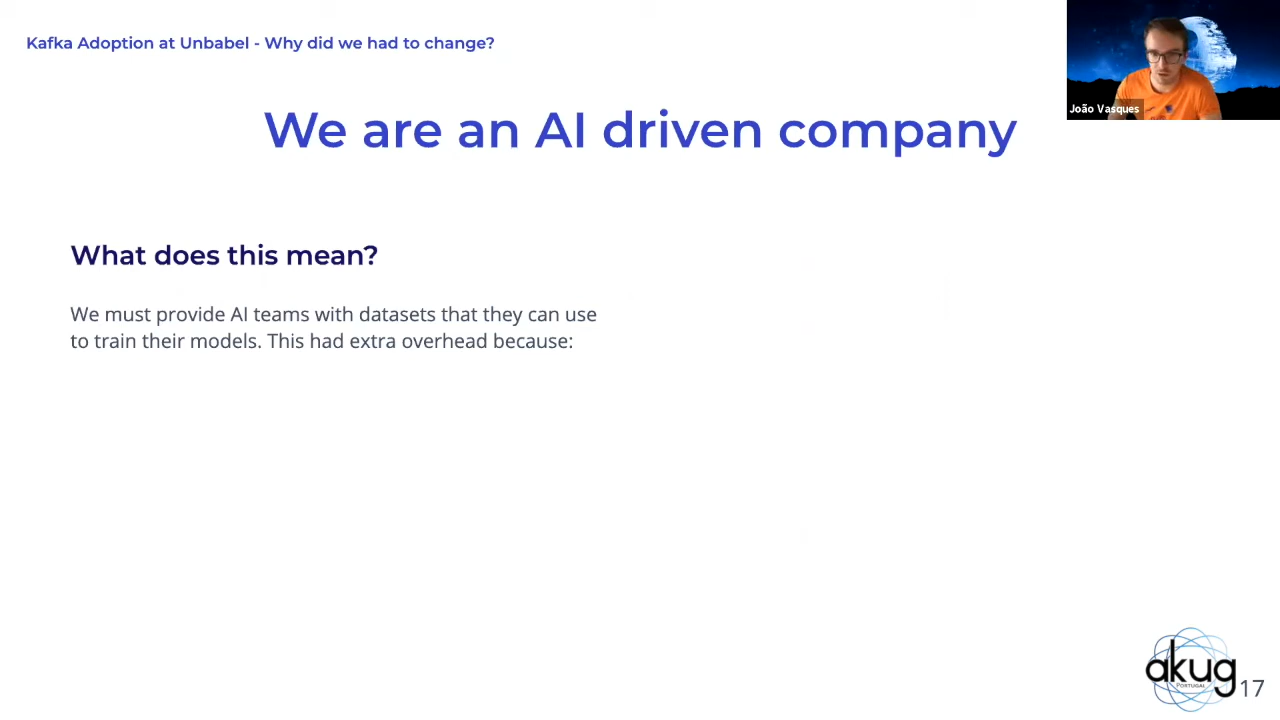 Kafka Adoption at Unbabel - Why did we had to change?
João Vasques
We are an AI driven company
What does this mean?
We must provide AI teams with datasets that they can use
to train their models. This had extra overhead because:
akug
PORTUGAL
17